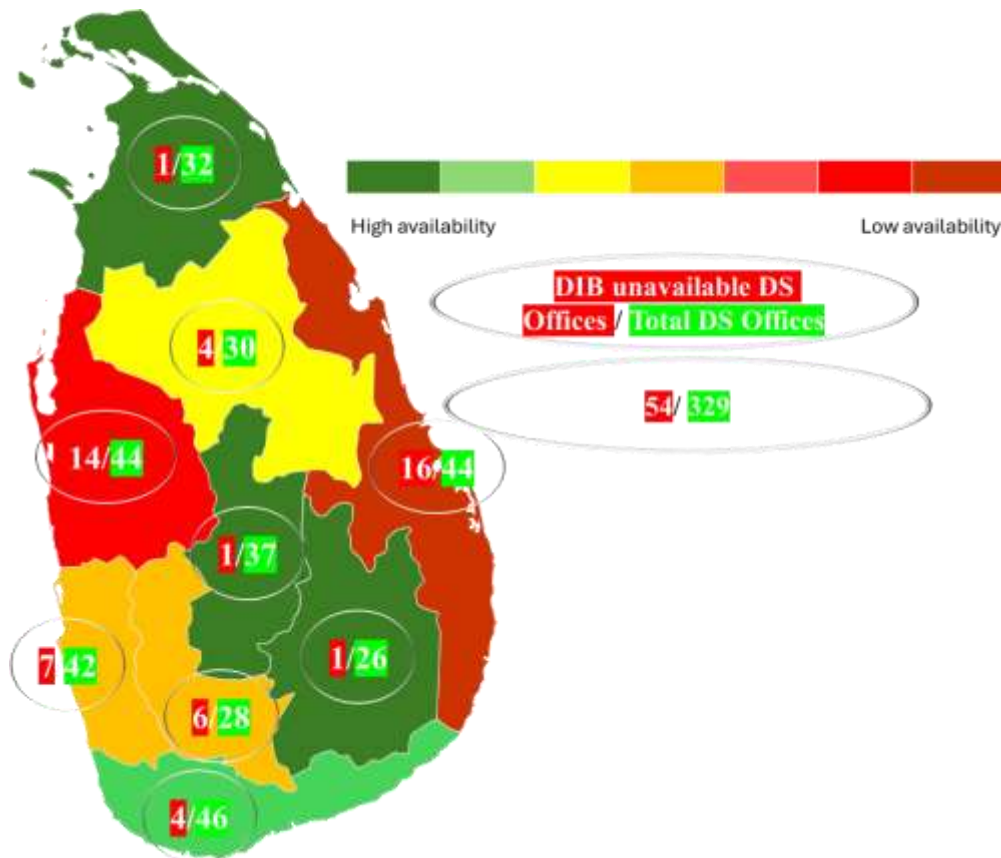 1/32
High availability
Low availability
DIB unavailable DS
Offices / Total DS Offices
4/30
54/ 329
14/44
16/44
1/37
7/42
1/26
6/28
4/46